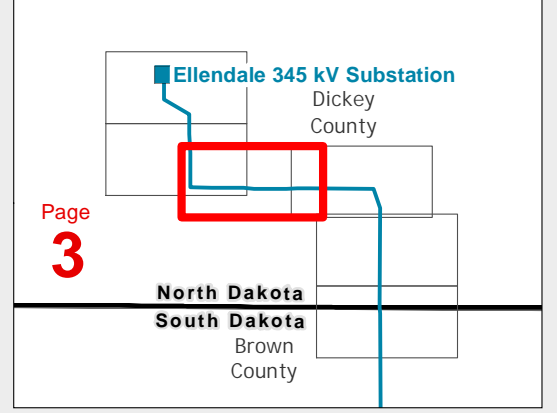 Ellendale 345 kV Substation
Dickey
County
Page
3
North Dakota
South Dakota
Brown
County